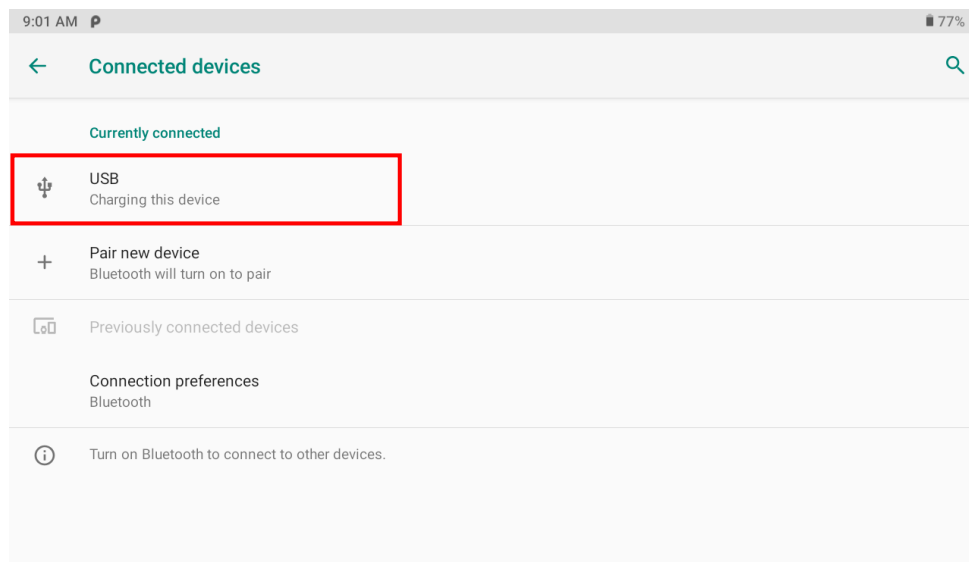 9:01 AM
77%
Connected devices
Currently connected
USB
Charging this device
Pair new device
Bluetooth will turn on to pair
Previously connected devices
Connection preferences
Bluetooth
Turn on Bluetooth to connect to other devices.